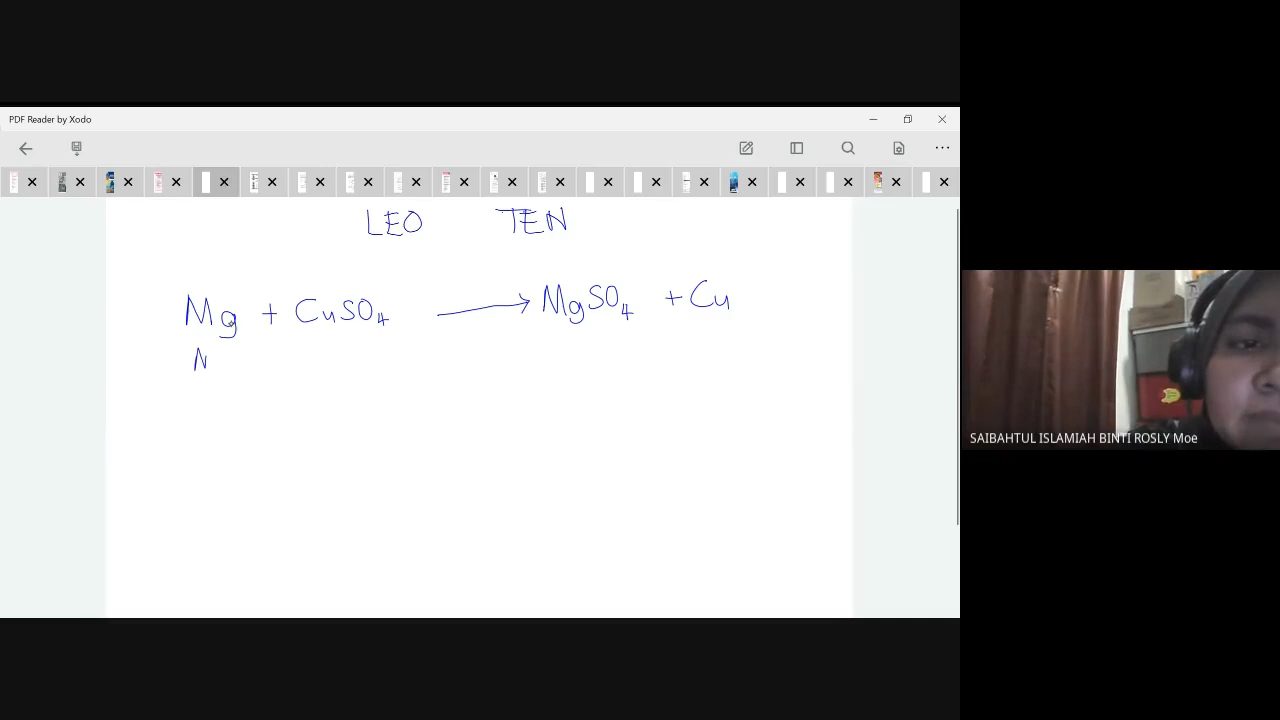 PDF Reader by Xodo
LEO TEN
Mg + CuSO₄ → MgSO₄ + Cu
N
SAIBAHTUL ISLAMIAH BINTI ROSLY Moe